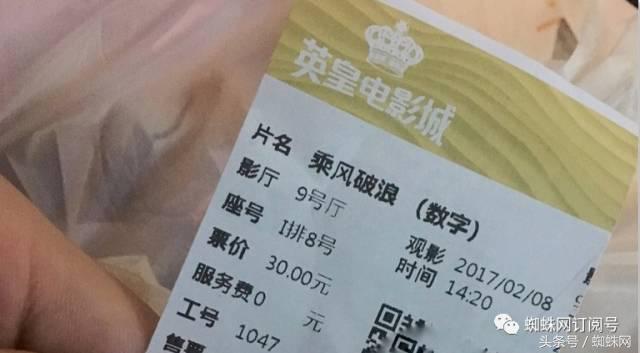 英皇电影城
片名 乘风破浪 (数字)
影厅 9号厅
座号 I排8号
观影时间 2017/02/08 14:20
票价 30.00元
服务费0元
工号 1047
售票
蜘蛛网订阅号
头条号/蜘蛛网